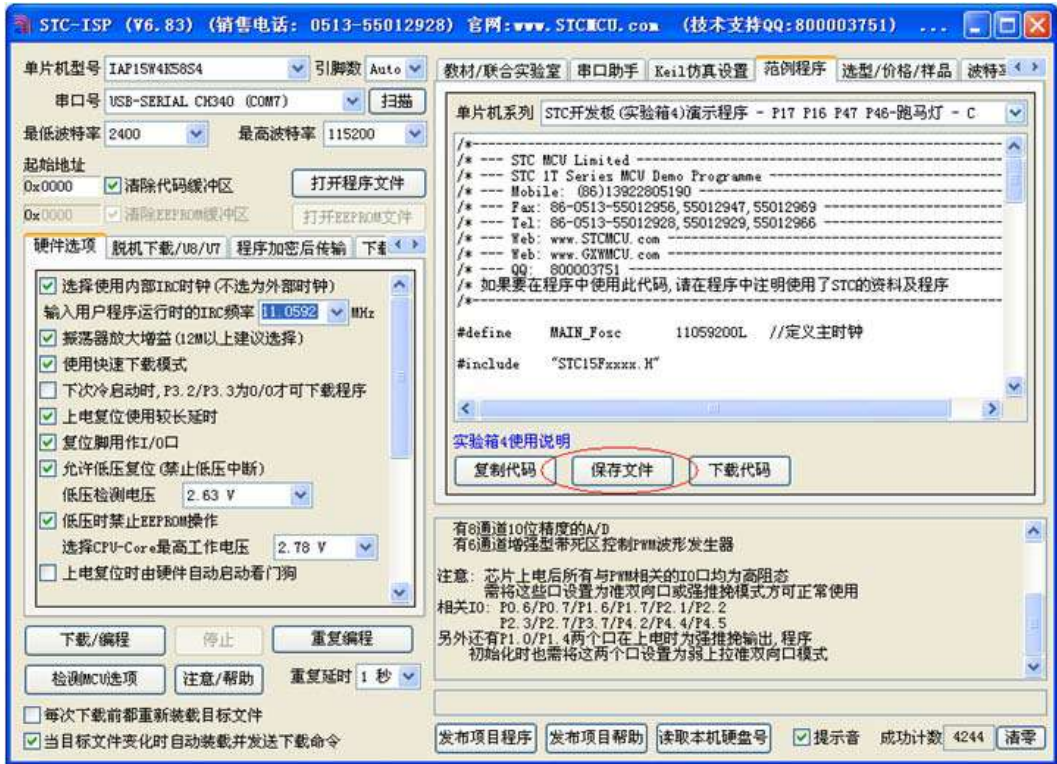 STC-ISP (V6.83) (销售电话: 0513-55012928) 官网:www.STCMCU.com (技术支持QQ:800003751) ...
单片机型号 IAP15W4K58S4 引脚数 Auto
串口号 USB-SERIAL CH340 (COM7) 扫描
最低波特率 2400 最高波特率 115200
起始地址
0x0000 清除代码缓冲区 打开程序文件
0x0000 清除EEPROM缓冲区 打开EEPROM文件
硬件选项 脱机下载/U8/U7 程序加密后传输
选择使用内部IRC时钟(不选为外部时钟)
输入用户程序运行时的IRC频率 11.0592 MHz
振荡器放大增益(12M以上建议选择)
使用快速下载模式
下次冷启动时,P3.2/P3.3为0/0才可下载程序
上电复位使用较长延时
复位脚用作I/O口
允许低压复位(禁止低压中断)
低压检测电压 2.63 V
低压时禁止EEPROM操作
选择CPU-Core最高工作电压 2.78 V
上电复位时由硬件自动启动看门狗
下载/编程 停止 重复编程
检测MCU选项 注意/帮助 重复延时 1 秒
每次下载前都重新装载目标文件
当目标文件变化时自动装载并发送下载命令
教材/联合实验室 串口助手 Keil仿真设置 范例程序 选型/价格/样品 波特率
单片机系列 STC开发板(实验箱4)演示程序 - P17 P16 P47 P46-跑马灯 - C
/*---------------------------------------------------------------------
/* --- STC MCU Limited ------------------------------------------------
/* --- STC 1T Series MCU Demo Programme -------------------------------
/* --- Mobile: (86)13922805190 ----------------------------------------
/* --- Fax: 86-0513-55012956,55012947,55012969 ------------------------
/* --- Tel: 86-0513-55012928,55012929,55012966 ------------------------
/* --- Web: www.STCMCU.com --------------------------------------------
/* --- Web: www.GXWMCU.com --------------------------------------------
/* --- QQ:  800003751 -------------------------------------------------
/* 如果要在程序中使用此代码,请在程序中注明使用了STC的资料及程序
/*---------------------------------------------------------------------
#define MAIN_Fosc 11059200L //定义主时钟
#include "STC15Fxxxx.H"
实验箱4使用说明
复制代码 保存文件 下载代码
有8通道10位精度的A/D
有6通道增强型带死区控制PWM波形发生器
注意: 芯片上电后所有与PWM相关的IO口均为高阻态
需将这些口设置为准双向口或强推挽模式方可正常使用
相关IO: P0.6/P0.7/P1.6/P1.7/P2.1/P2.2
P2.3/P2.7/P3.7/P4.2/P4.4/P4.5
另外还有P1.0/P1.4两个口在上电时为强推挽输出,程序
初始化时也需将这两个口设置为弱上拉准双向口模式
发布项目程序 发布项目帮助 读取本机硬盘号 提示音 成功计数 4244 清零